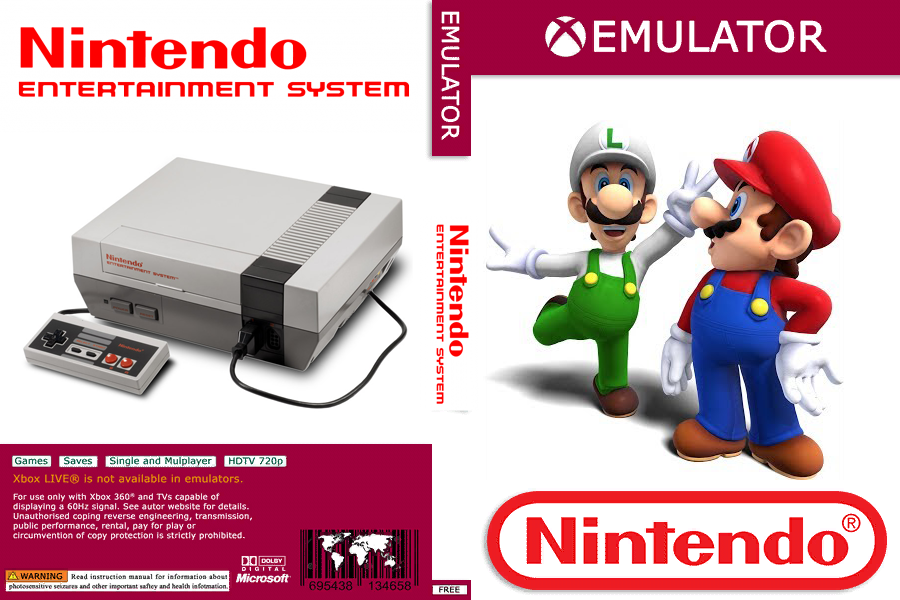 Nintendo
ENTERTAINMENT SYSTEM
Nintendo
ENTERTAINMENT SYSTEM™
Nintendo
Games Saves Single and Mulplayer HDTV 720p
Xbox LIVE® is not available in emulators.
For use only with Xbox 360® and TVs capable of
displaying a 60Hz signal. See autor website for details.
Unauthorised coping reverse engineering, transmission,
public performance, rental, pay for play or
circumvention of copy protection is strictly prohibited.
WARNING Read instruction manual for information about
photosensitive seizures and other important saftey and health infotmation.
DOLBY
DIGITAL
Microsoft®
695438 134658
EMULATOR
Nintendo
ENTERTAINMENT SYSTEM
FREE
EMULATOR
L
M
Nintendo®